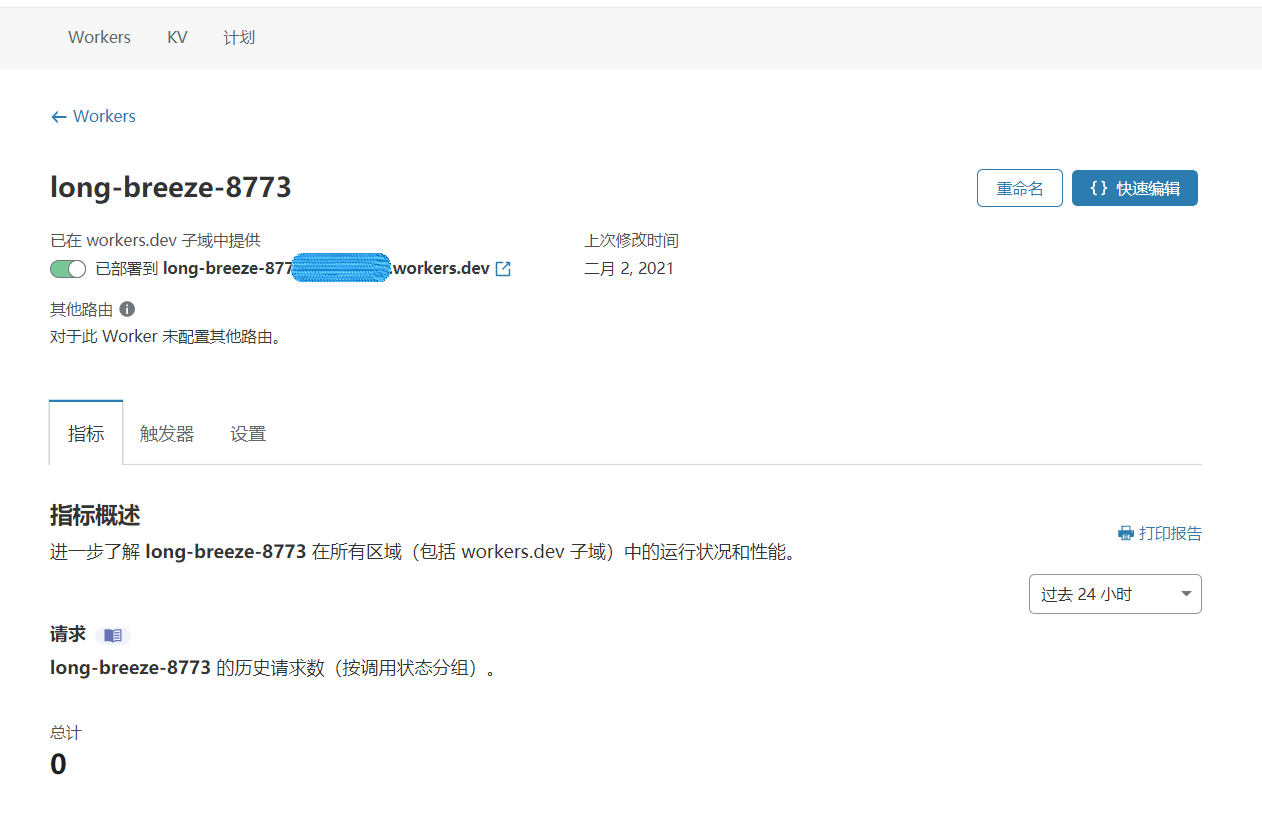 Workers KV 计划
← Workers
long-breeze-8773
重命名 {} 快速编辑
已在 workers.dev 子域中提供 上次修改时间
已部署到 long-breeze-877 .workers.dev 二月 2, 2021
其他路由
对于此 Worker 未配置其他路由。
指标 触发器 设置
指标概述
打印报告
进一步了解 long-breeze-8773 在所有区域（包括 workers.dev 子域）中的运行状况和性能。
过去 24 小时
请求
long-breeze-8773 的历史请求数（按调用状态分组）。
总计
0